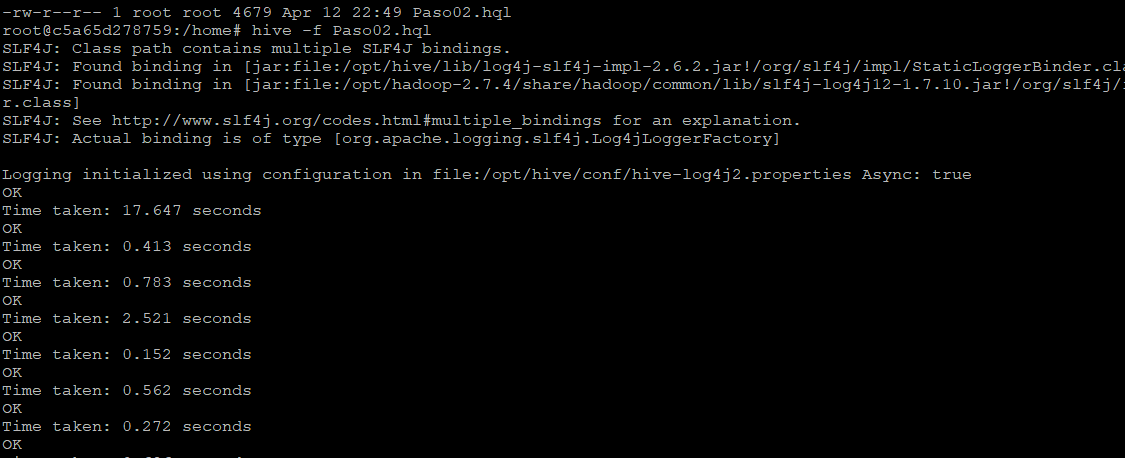 -rw-r--r-- 1 root root 4679 Apr 12 22:49 Paso02.hql
root@c5a65d278759:/home# hive -f Paso02.hql
SLF4J: Class path contains multiple SLF4J bindings.
SLF4J: Found binding in [jar:file:/opt/hive/lib/log4j-slf4j-impl-2.6.2.jar!/org/slf4j/impl/StaticLoggerBinder.cla
SLF4J: Found binding in [jar:file:/opt/hadoop-2.7.4/share/hadoop/common/lib/slf4j-log4j12-1.7.10.jar!/org/slf4j/i
r.class]
SLF4J: See http://www.slf4j.org/codes.html#multiple_bindings for an explanation.
SLF4J: Actual binding is of type [org.apache.logging.slf4j.Log4jLoggerFactory]
Logging initialized using configuration in file:/opt/hive/conf/hive-log4j2.properties Async: true
OK
Time taken: 17.647 seconds
OK
Time taken: 0.413 seconds
OK
Time taken: 0.783 seconds
OK
Time taken: 2.521 seconds
OK
Time taken: 0.152 seconds
OK
Time taken: 0.562 seconds
OK
Time taken: 0.272 seconds
OK